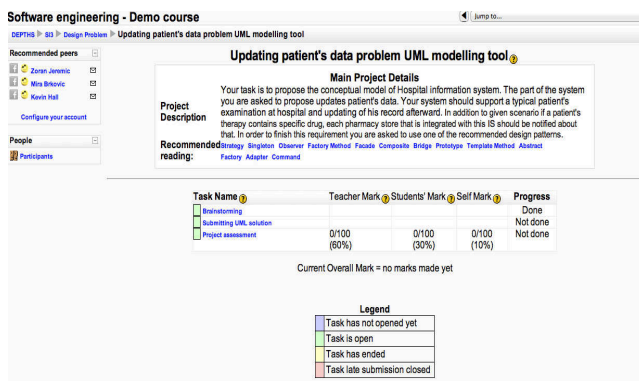 Software engineering - Demo course
Jump to...
DEPTHS SI3 Design Problem Updating patient's data problem UML modelling tool
Recommended peers
Zoran Jeremic
Mira Brkovic
Kevin Hall
Configure your account
People
Participants
Updating patient's data problem UML modelling tool
Main Project Details
Project Description
Your task is to propose the conceptual model of Hospital information system. The part of the system
you are asked to propose updates patient's data. Your system should support a typical patient's
examination at hospital and updating of his record afterward. In addition to given scenario if a patient's
therapy contains specific drug, each pharmacy store that is integrated with this IS should be notified about
that. In order to finish this requirement you are asked to use one of the recommended design patterns.
Recommended reading:
Strategy Singleton Observer Factory Method Facade Composite Bridge Prototype Template Method Abstract
Factory Adapter Command
Task Name Teacher Mark Students' Mark Self Mark Progress
Brainstorming Done
Submitting UML solution Not done
Project assessment 0/100 0/100 0/100 Not done
(60%) (30%) (10%)
Current Overall Mark = no marks made yet
Legend
Task has not opened yet
Task is open
Task has ended
Task late submission closed